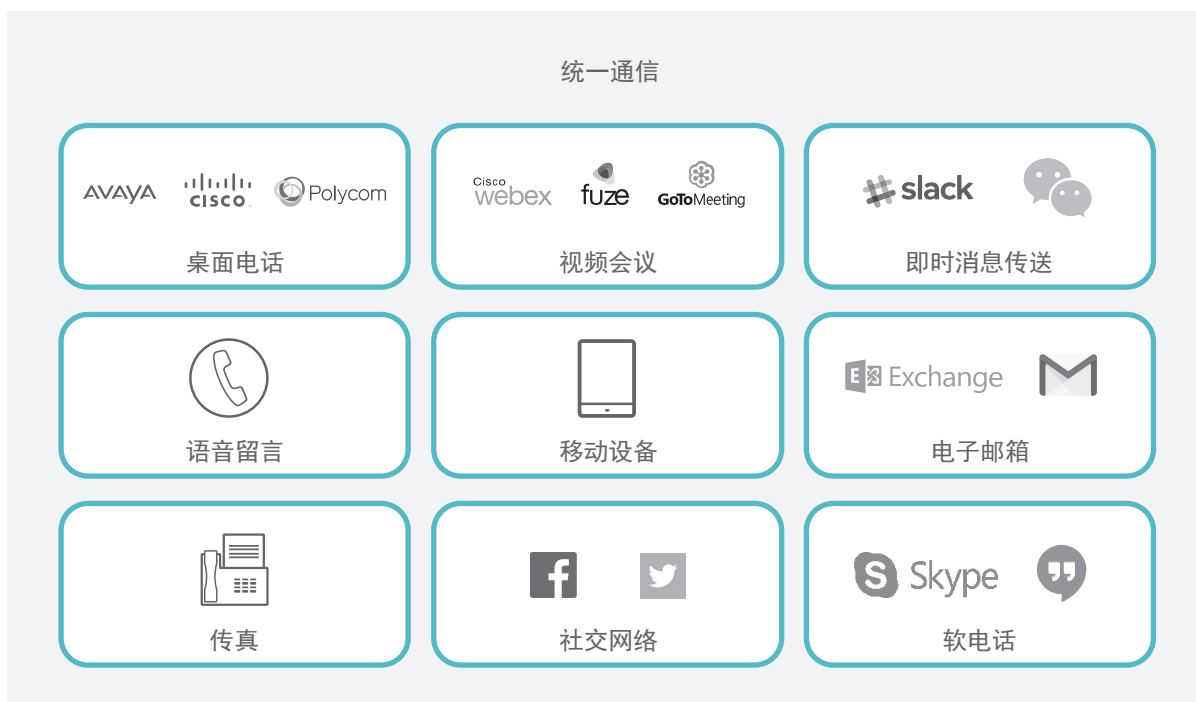 统一通信
AVAYA
CISCO
Polycom
桌面电话
Cisco
webex
fuze
GoToMeeting
视频会议
slack
即时消息传送
语音留言
移动设备
E Exchange
电子邮箱
传真
f
社交网络
S Skype
软电话